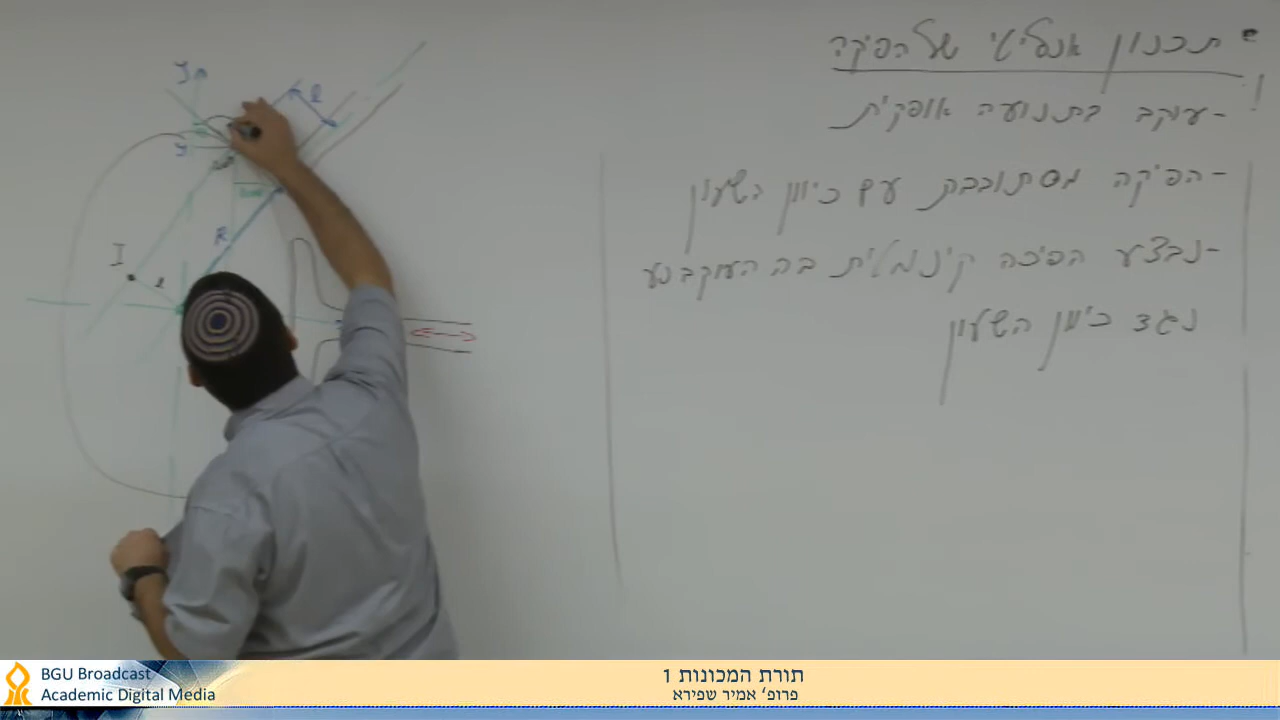 תכנון אנליטי של הפיקה
- עוקב בתנועה אופקית
- הפיקה מסתובבת עם כיוון השעון
- נבצע הפיכה קינמטית בה העוקב נע
נגד כיוון השעון
l
y
R
I
BGU Broadcast
Academic Digital Media
תורת המכונות 1
פרופ' אמיר שפירא